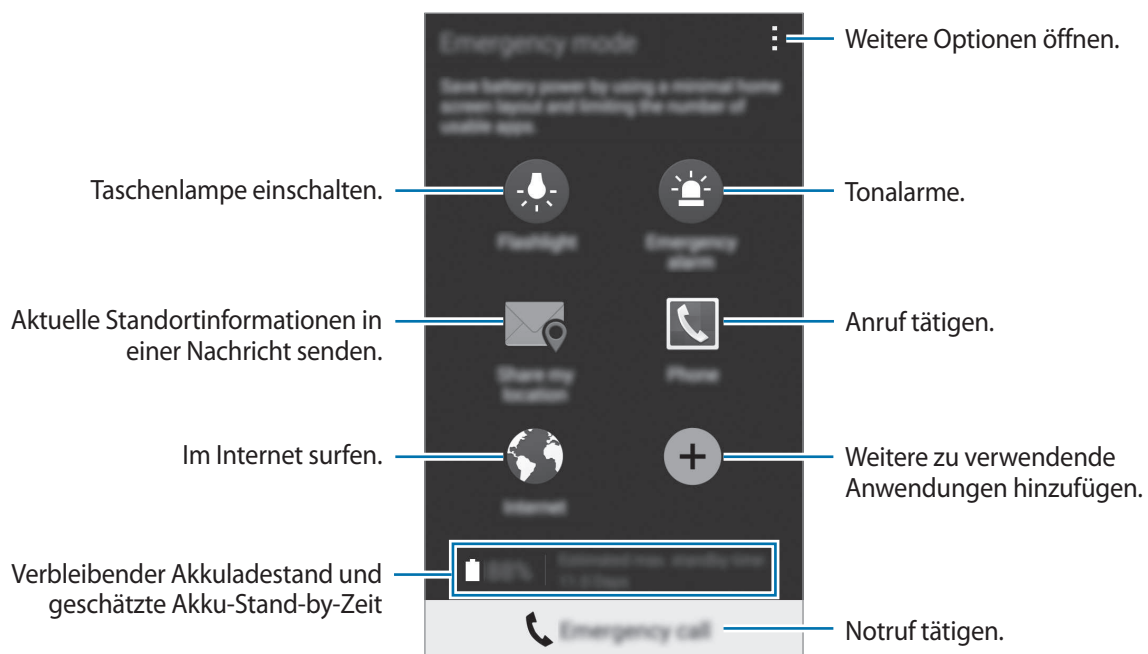 Emergency mode
Weitere Optionen öffnen.
Save battery power by using a minimal home
screen layout and limiting the number of
usable apps.
Taschenlampe einschalten.
Tonalarme.
Flashlight
Emergency
alarm
Aktuelle Standortinformationen in
einer Nachricht senden.
Anruf tätigen.
Share my
location
Phone
Im Internet surfen.
Weitere zu verwendende
Anwendungen hinzufügen.
Internet
Verbleibender Akkuladestand und
geschätzte Akku-Stand-by-Zeit
Estimated max. standby time
Emergency call
Notruf tätigen.